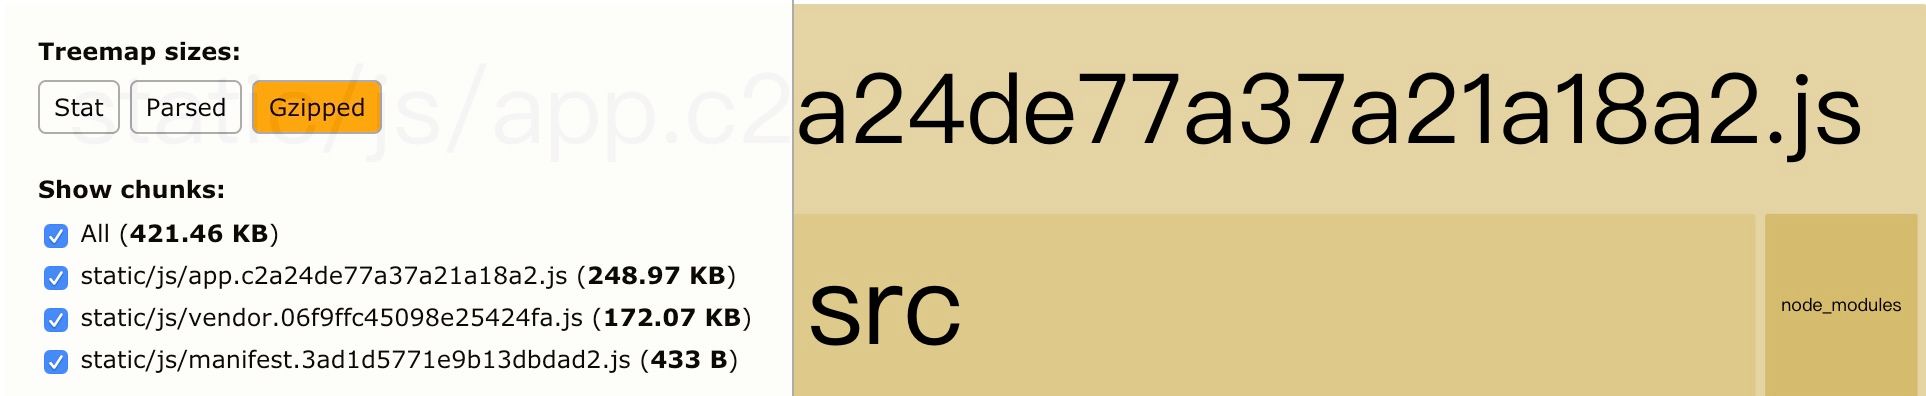 Treemap sizes:
Stat Parsed Gzipped
Show chunks:
All (421.46 KB)
static/js/app.c2a24de77a37a21a18a2.js (248.97 KB)
static/js/vendor.06f9ffc45098e25424fa.js (172.07 KB)
static/js/manifest.3ad1d5771e9b13dbdad2.js (433 B)
static/js/app.c2a24de77a37a21a18a2.js
src
node_modules